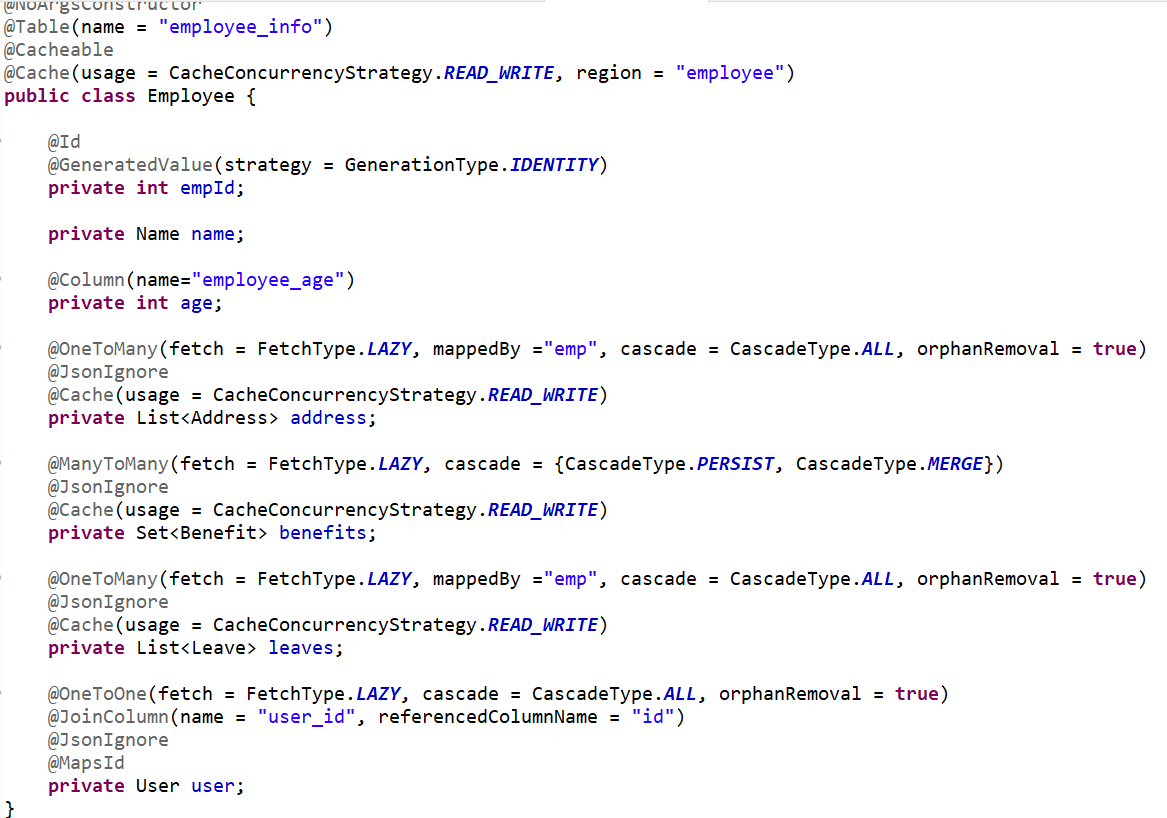 @NoArgsConstructor
@Table(name = "employee_info")
@Cacheable
@Cache(usage = CacheConcurrencyStrategy.READ_WRITE, region = "employee")
public class Employee {
@Id
@GeneratedValue(strategy = GenerationType.IDENTITY)
private int empId;
private Name name;
@Column(name="employee_age")
private int age;
@OneToMany(fetch = FetchType.LAZY, mappedBy ="emp", cascade = CascadeType.ALL, orphanRemoval = true)
@JsonIgnore
@Cache(usage = CacheConcurrencyStrategy.READ_WRITE)
private List<Address> address;
@ManyToMany(fetch = FetchType.LAZY, cascade = {CascadeType.PERSIST, CascadeType.MERGE})
@JsonIgnore
@Cache(usage = CacheConcurrencyStrategy.READ_WRITE)
private Set<Benefit> benefits;
@OneToMany(fetch = FetchType.LAZY, mappedBy ="emp", cascade = CascadeType.ALL, orphanRemoval = true)
@JsonIgnore
@Cache(usage = CacheConcurrencyStrategy.READ_WRITE)
private List<Leave> leaves;
@OneToOne(fetch = FetchType.LAZY, cascade = CascadeType.ALL, orphanRemoval = true)
@JoinColumn(name = "user_id", referencedColumnName = "id")
@JsonIgnore
@MapsId
private User user;
}